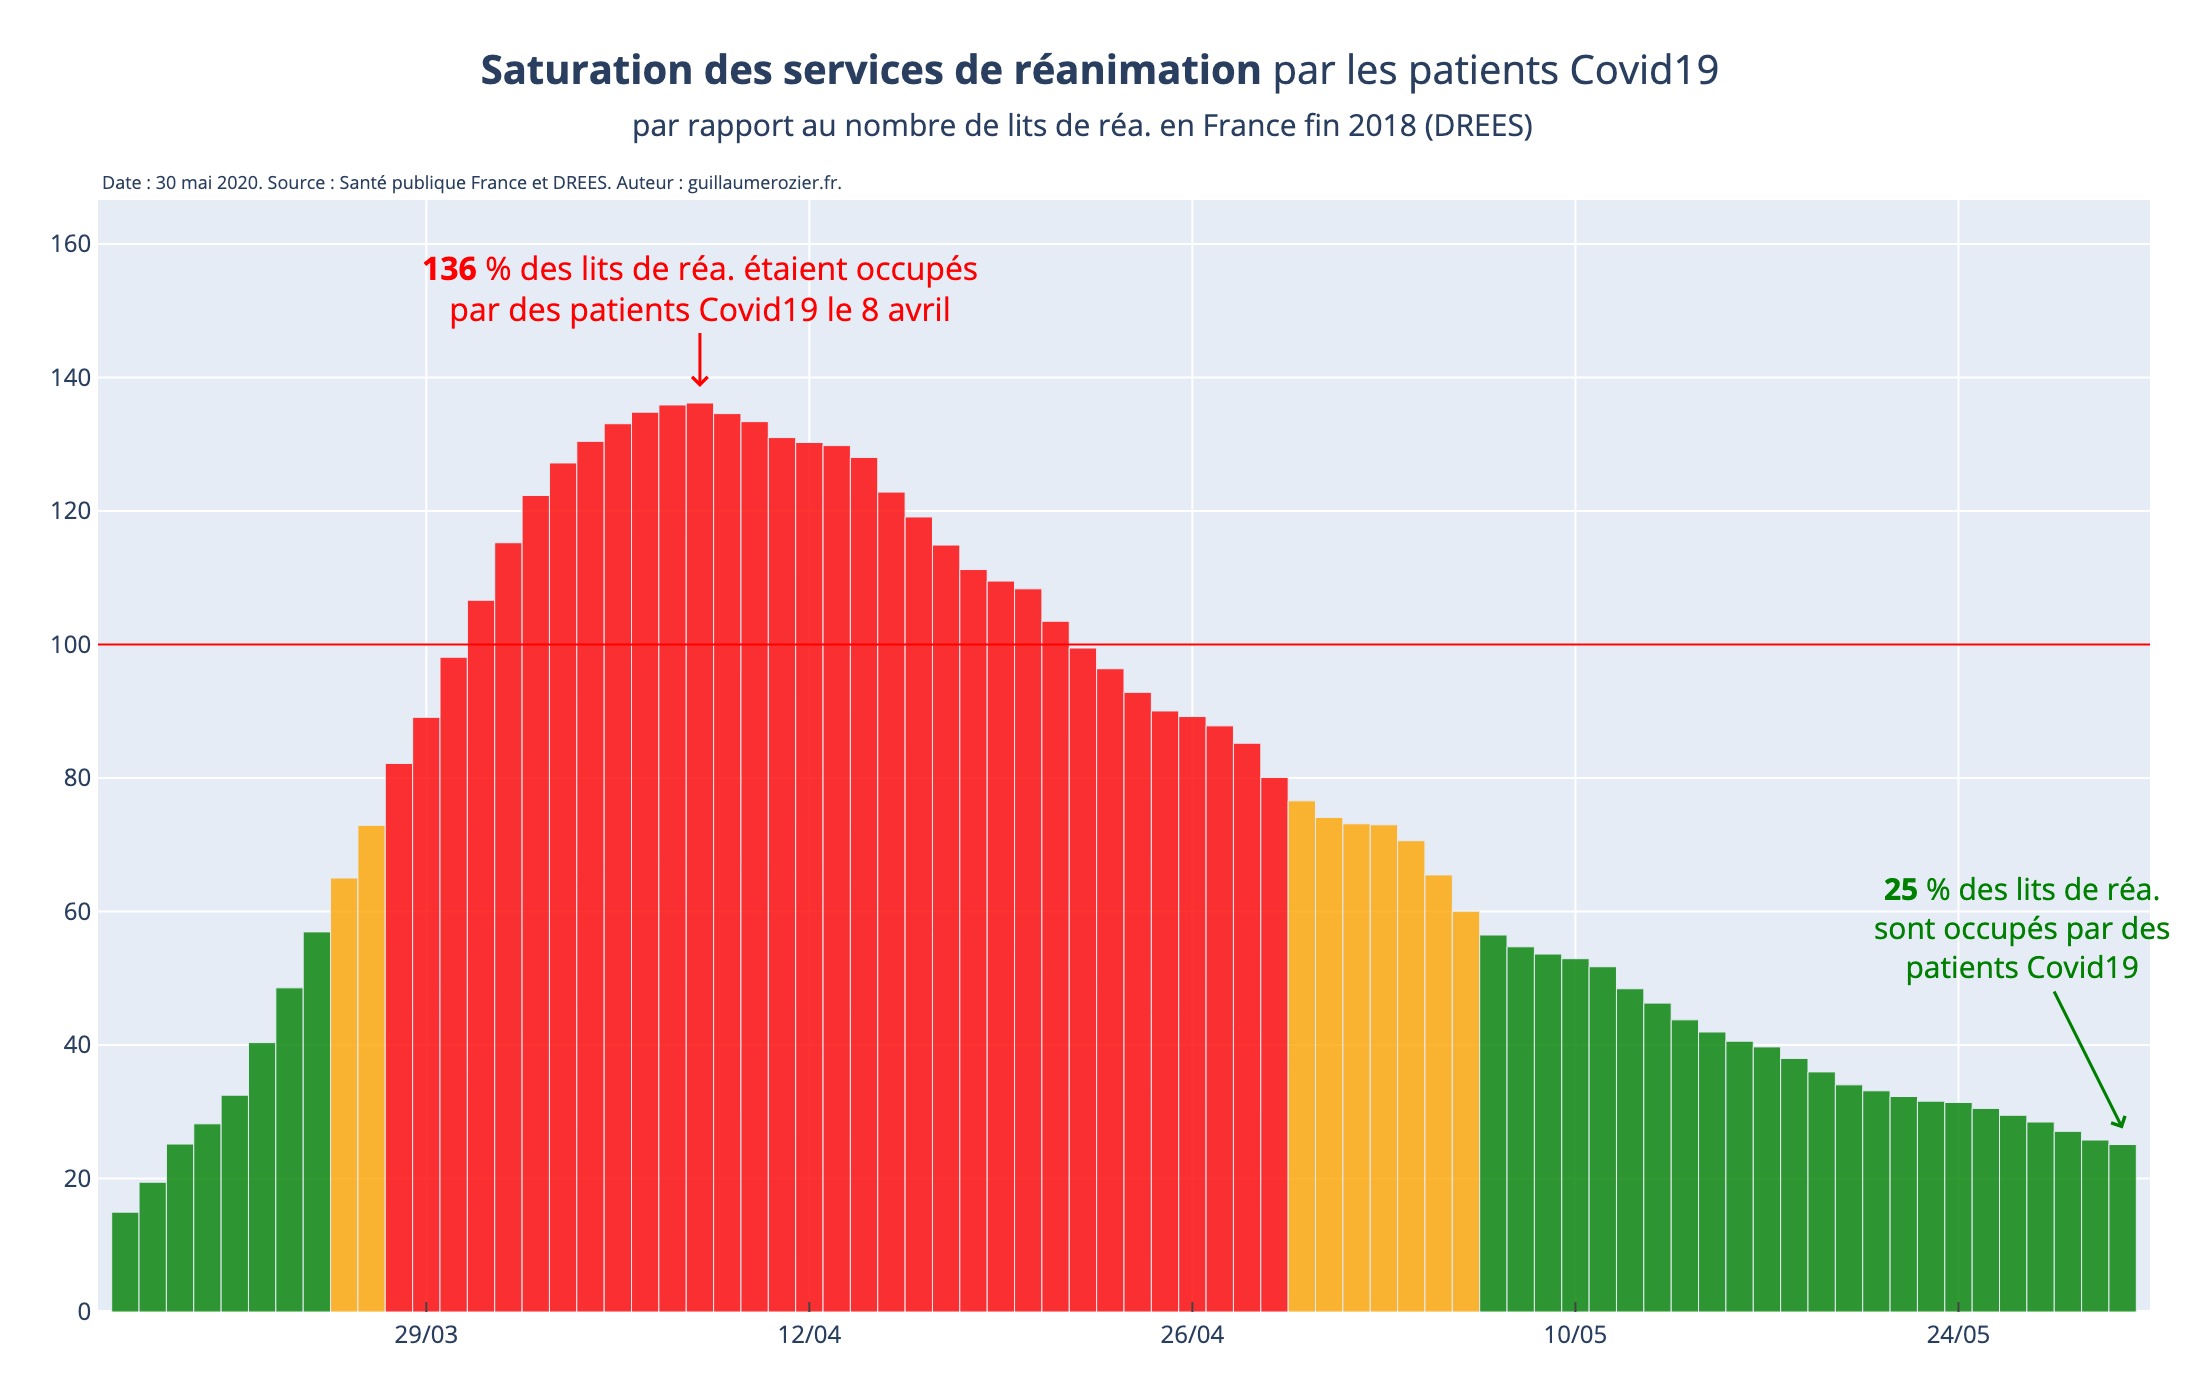 Saturation des services de réanimation par les patients Covid19
par rapport au nombre de lits de réa. en France fin 2018 (DREES)
Date : 30 mai 2020. Source : Santé publique France et DREES. Auteur : guillaumerozier.fr.
160
136 % des lits de réa. étaient occupés
par des patients Covid19 le 8 avril
140
120
100
80
25 % des lits de réa.
60
sont occupés par des
patients Covid19
40
20
0
29/03 12/04 26/04 10/05 24/05